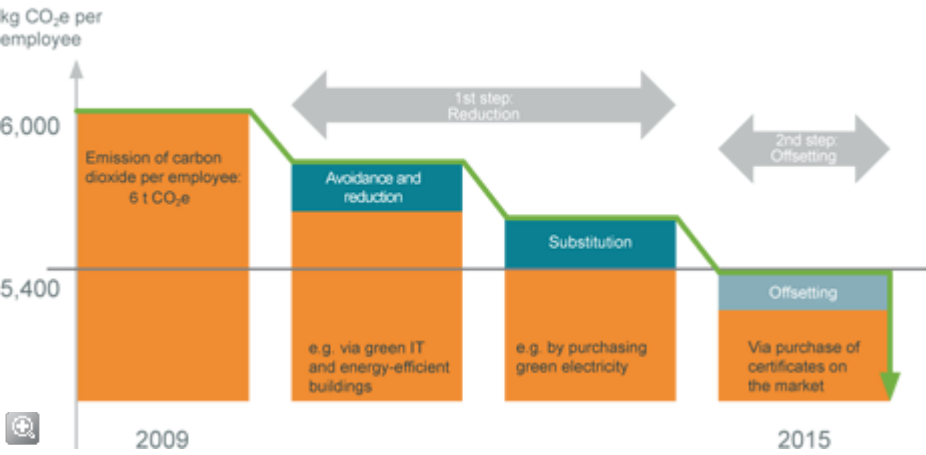 kg CO₂e per
employee
6,000
5,400
Emission of carbon
dioxide per employee:
6 t CO₂e
1st step:
Reduction
2nd step:
Offsetting
Avoidance and
reduction
Substitution
Offsetting
e.g. via green IT
and energy-efficient
buildings
e.g. by purchasing
green electricity
Via purchase of
certificates on
the market
2009
2015